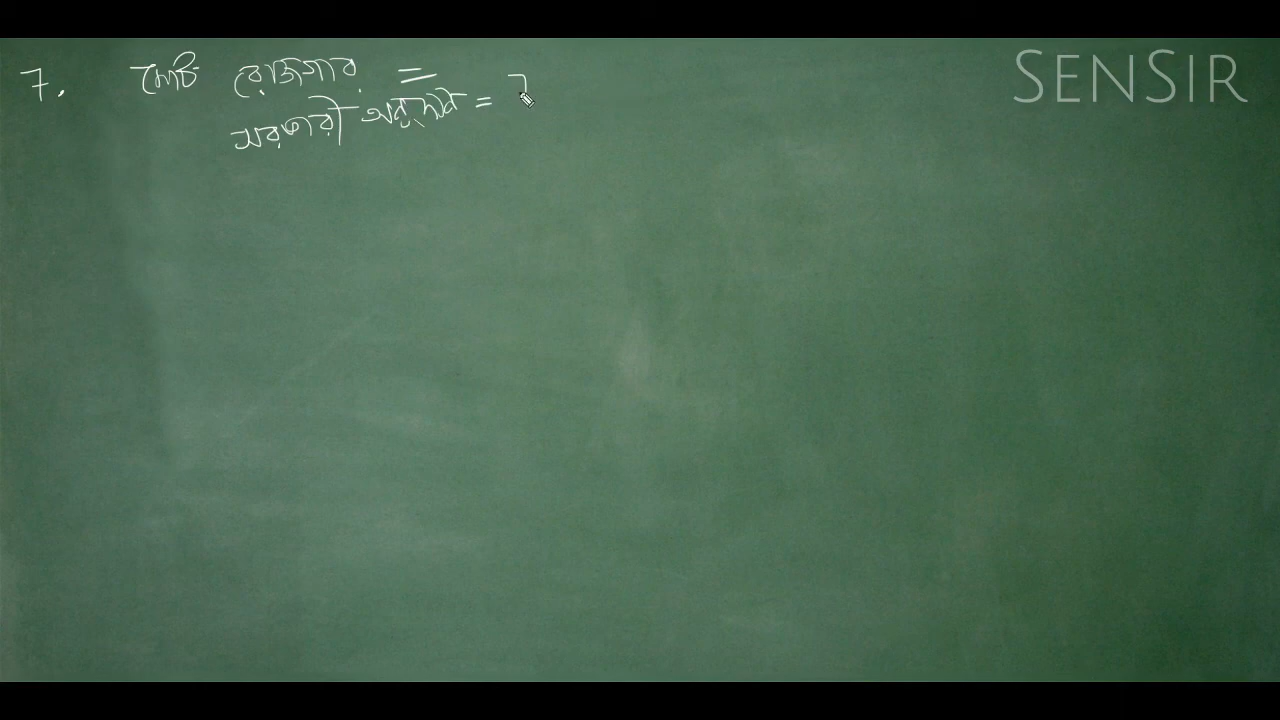 7. মোট রোজগার =
সরকারী অনুদান =
SENSIR